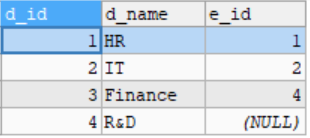 d_id d_name e_id
1 HR 1
2 IT 2
3 Finance 4
4 R&D (NULL)